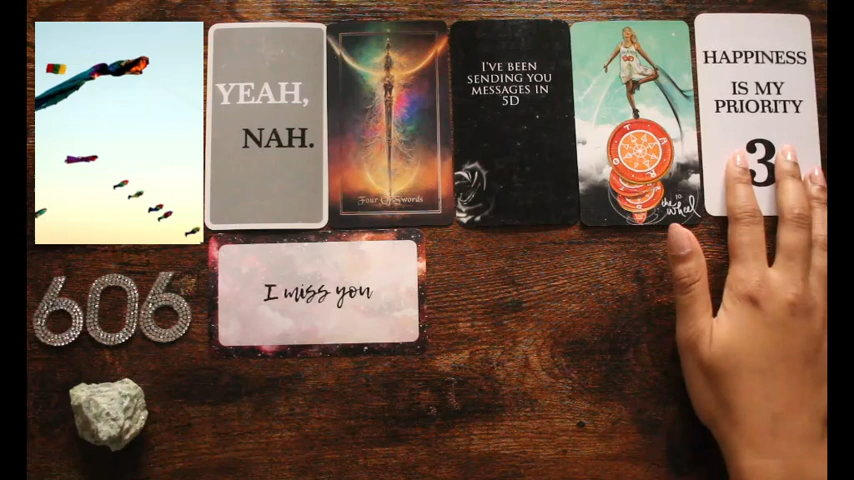 YEAH,
NAH.
Four Of Swords
I'VE BEEN
SENDING YOU
MESSAGES IN
5D
10
the wheel
HAPPINESS
IS MY
PRIORITY
3
606
I miss you